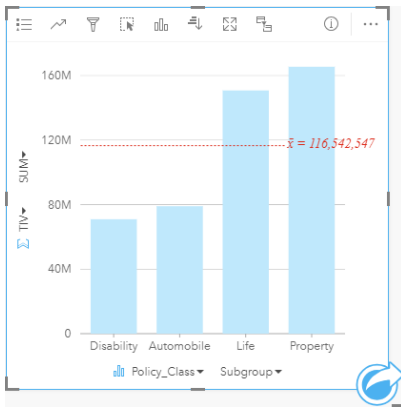 160M
120M
x̄ = 116,542,547
SUM
80M
TIV
40M
0
Disability Automobile Life Property
Policy_Class Subgroup